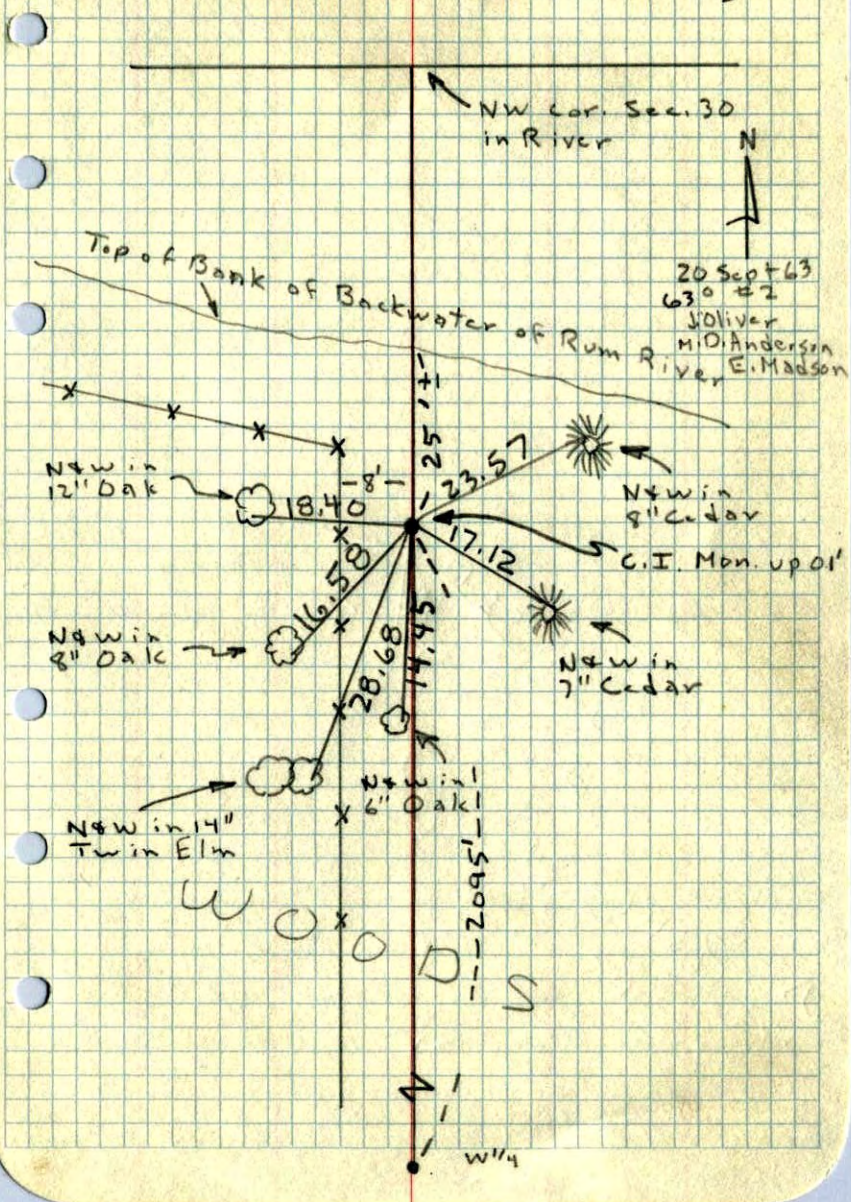 NW cor. Sec. 30
in River
N
Top of Bank of Backwater of Rum River
20 Sept 63
63° #2
J.Oliver
M.D.Anderson
E.Madson
25'±
N&W in
12" Oak
8'
18.40
23.57
N&W in
8" Cedar
C.I. Mon. up 0.1'
17.12
16.58
N&W in
8" Oak
28.68
14.45
N&W in
7" Cedar
N&W in
6" Oak
N&W in 14"
Twin Elm
2095'
WOODS
W 1/4